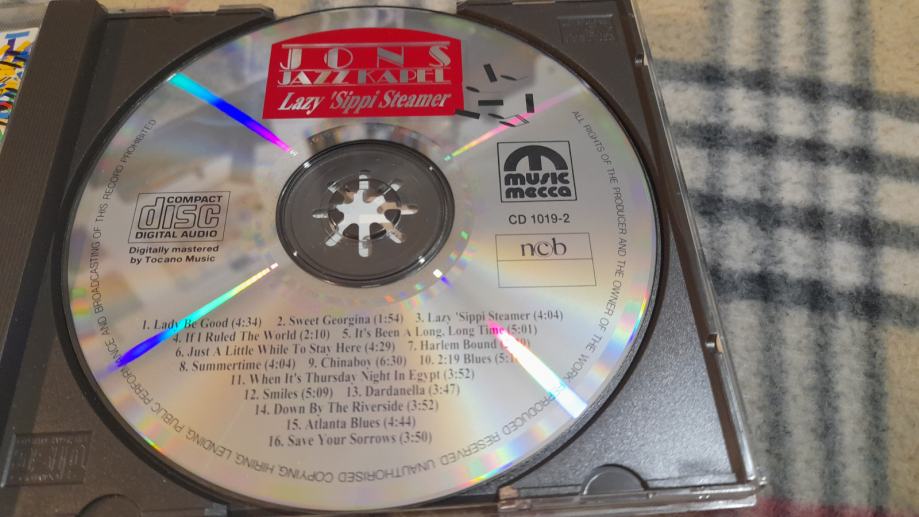 JONS
JAZZ KAPEL
Lazy 'Sippi Steamer
music
mecca
CD 1019-2
ncb
COMPACT
disc
DIGITAL AUDIO
Digitally mastered
by Tocano Music
1. Lady Be Good (4:34) 2. Sweet Georgina (1:54) 3. Lazy 'Sippi Steamer (4:04)
4. If I Ruled The World (2:10) 5. It's Been A Long, Long Time (5:01)
6. Just A Little While To Stay Here (4:29) 7. Harlem Bound
8. Summertime (4:04) 9. Chinaboy (6:30) 10. 2:19 Blues
11. When It's Thursday Night In Egypt (3:52)
12. Smiles (5:09) 13. Dardanella (3:47)
14. Down By The Riverside (3:52)
15. Atlanta Blues (4:44)
16. Save Your Sorrows (3:50)
ALL RIGHTS OF THE PRODUCER AND THE OWNER OF THE WORK REPRODUCED RESERVED UNAUTHORISED COPYING, HIRING, LENDING, PUBLIC PERFORMANCE AND BROADCASTING OF THIS RECORD PROHIBITED